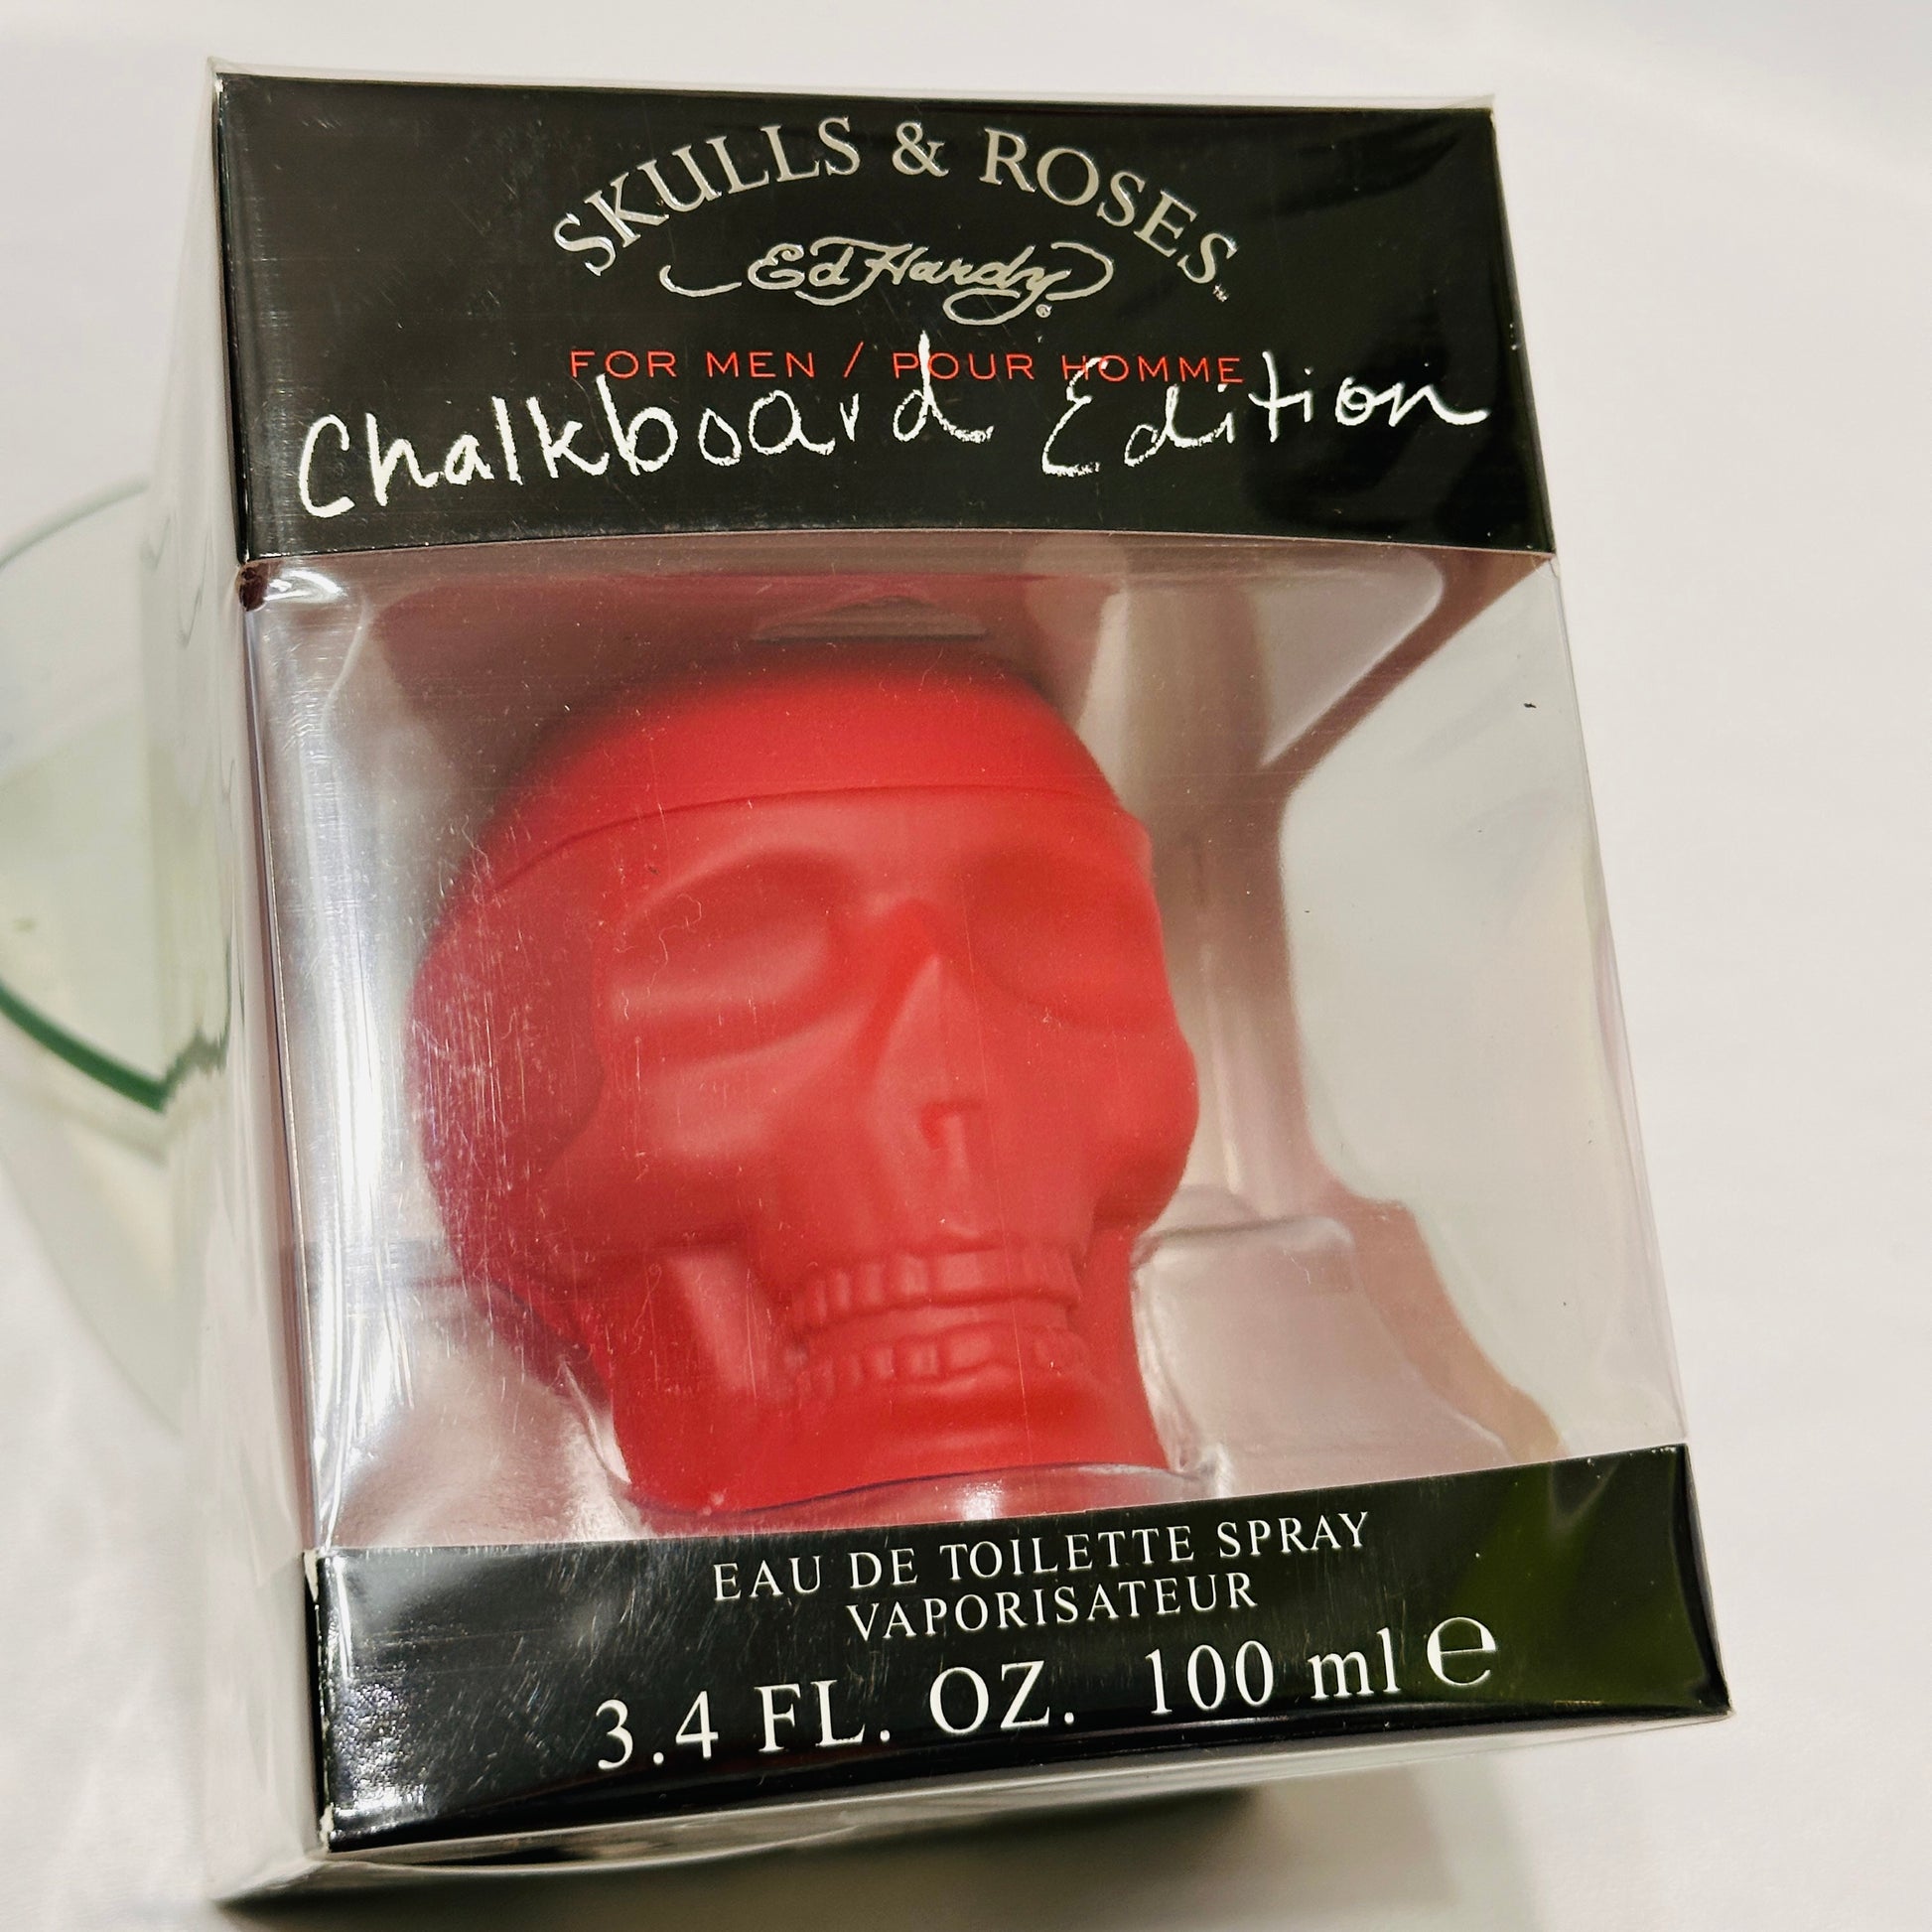 SKULLS & ROSES™
Ed Hardy®
FOR MEN / POUR HOMME
Chalkboard Edition
EAU DE TOILETTE SPRAY
VAPORISATEUR
3.4 FL. OZ. 100 ml ℮